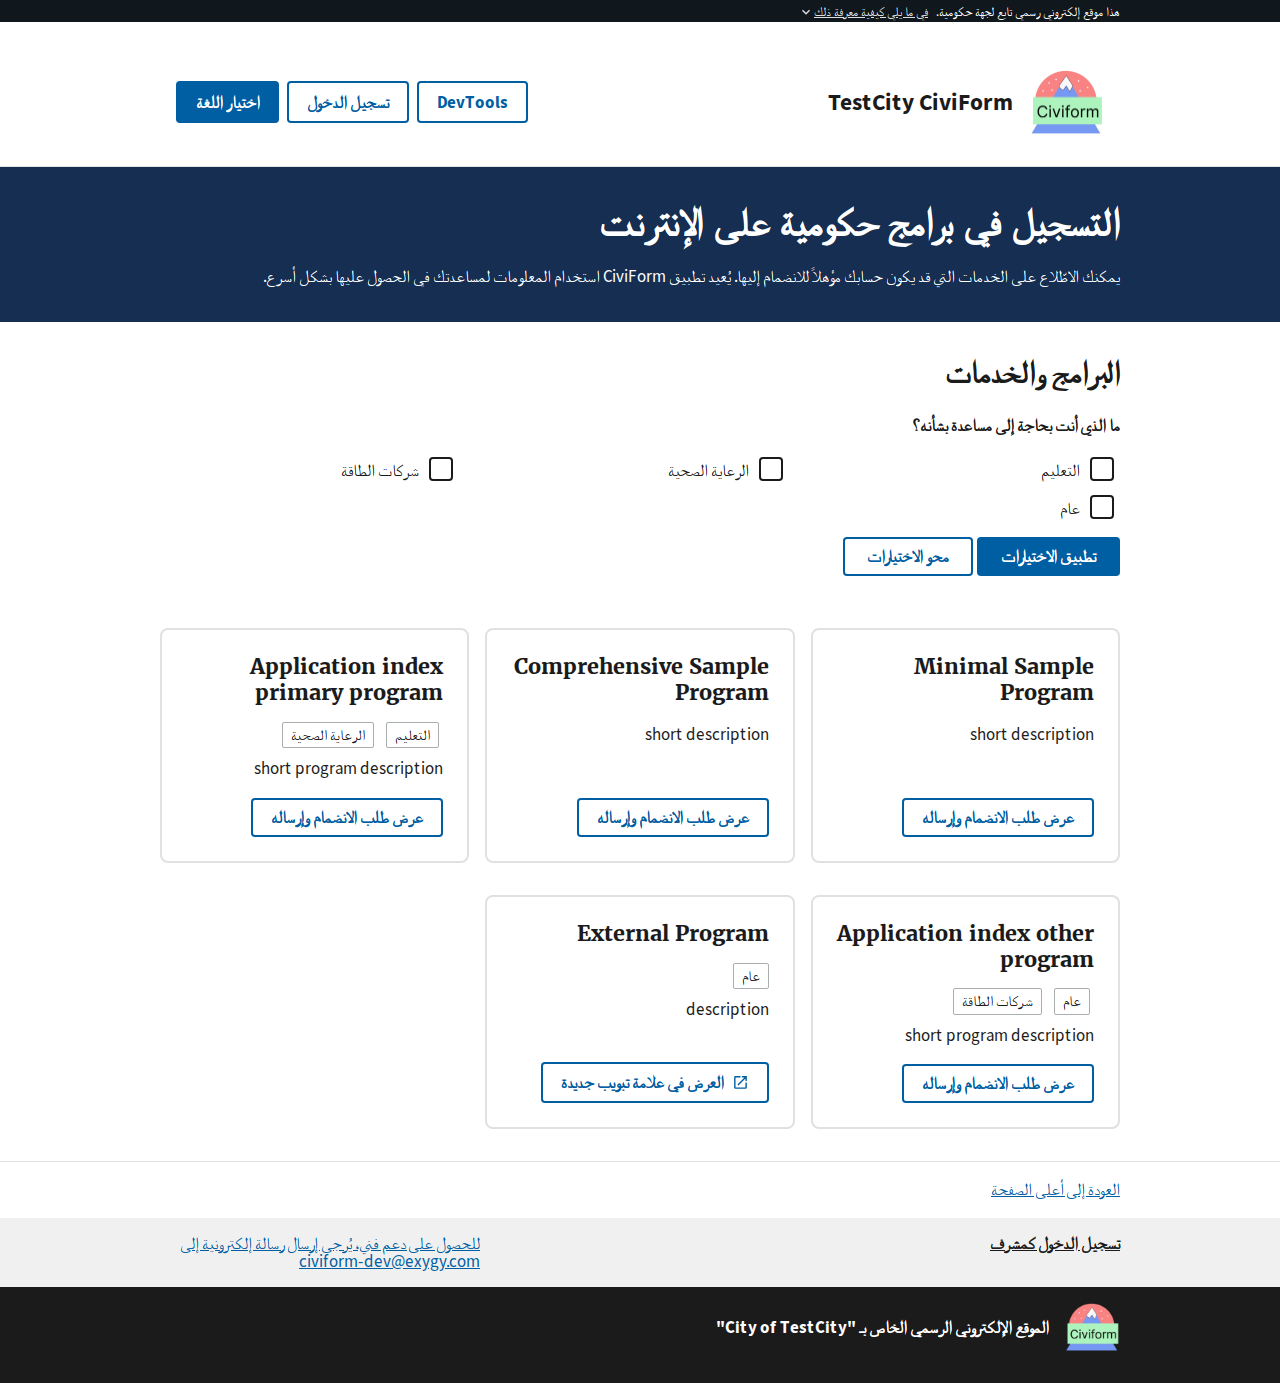 هذا موقع إلكتروني رسمي تابع لجهة حكومية. في ما يلي كيفية معرفة ذلك
Civiform
TestCity CiviForm
DevTools
تسجيل الدخول
اختيار اللغة
التسجيل في برامج حكومية على الإنترنت
يمكنك الاطّلاع على الخدمات التي قد يكون حسابك مؤهلاً للانضمام إليها. يُعيد تطبيق CiviForm استخدام المعلومات لمساعدتك في الحصول عليها بشكل أسرع.
البرامج والخدمات
ما الذي أنت بحاجة إلى مساعدة بشأنه؟
التعليم
الرعاية الصحية
شركات الطاقة
عام
تطبيق الاختيارات
محو الاختيارات
Minimal Sample
Program
short description
عرض طلب الانضمام وإرساله
Comprehensive Sample
Program
short description
عرض طلب الانضمام وإرساله
Application index
primary program
التعليم
الرعاية الصحية
short program description
عرض طلب الانضمام وإرساله
Application index other
program
عام
شركات الطاقة
short program description
عرض طلب الانضمام وإرساله
External Program
عام
description
العرض في علامة تبويب جديدة
العودة إلى أعلى الصفحة
تسجيل الدخول كمشرف
للحصول على دعم فني، يُرجى إرسال رسالة إلكترونية إلى
civiform-dev@exygy.com
Civiform
الموقع الإلكتروني الرسمي الخاص بـ "City of TestCity"